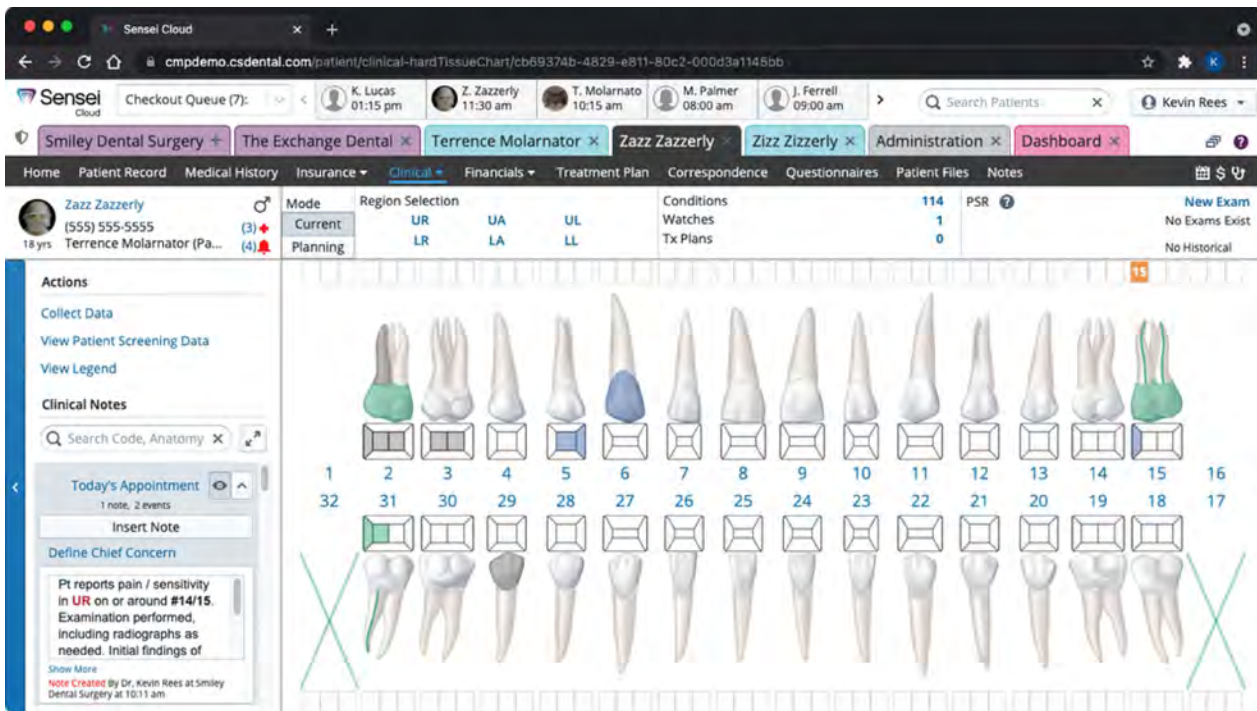 Sensei Cloud × +
cmpdemo.csdental.com/patient/clinical-hardTissueChart/cb69374b-4829-e811-80c2-000d3a1145bb K
Sensei Cloud Checkout Queue (7): K. Lucas 01:15 pm Z. Zazzerly 11:30 am T. Molarnato 10:15 am M. Palmer 08:00 am J. Ferrell 09:00 am Search Patients × Kevin Rees
Smiley Dental Surgery + The Exchange Dental × Terrence Molarnator × Zazz Zazzerly × Zizz Zizzerly × Administration × Dashboard × ?
Home Patient Record Medical History Insurance Clinical Financials Treatment Plan Correspondence Questionnaires Patient Files Notes $
Zazz Zazzerly
(555) 555-5555 (3)
18 yrs Terrence Molarnator (Pa... (4)
Mode
Current
Planning
Region Selection
UR UA UL
LR LA LL
Conditions 114
Watches 1
Tx Plans 0
PSR ?
New Exam
No Exams Exist
No Historical
Actions
Collect Data
View Patient Screening Data
View Legend
Clinical Notes
Search Code, Anatomy ×
Today's Appointment
1 note, 2 events
Insert Note
Define Chief Concern
Pt reports pain / sensitivity
in UR on or around #14/15.
Examination performed,
including radiographs as
needed. Initial findings of
Show More
Note Created By Dr. Kevin Rees at Smiley
Dental Surgery at 10:11 am
15
1 2 3 4 5 6 7 8 9 10 11 12 13 14 15 16
32 31 30 29 28 27 26 25 24 23 22 21 20 19 18 17